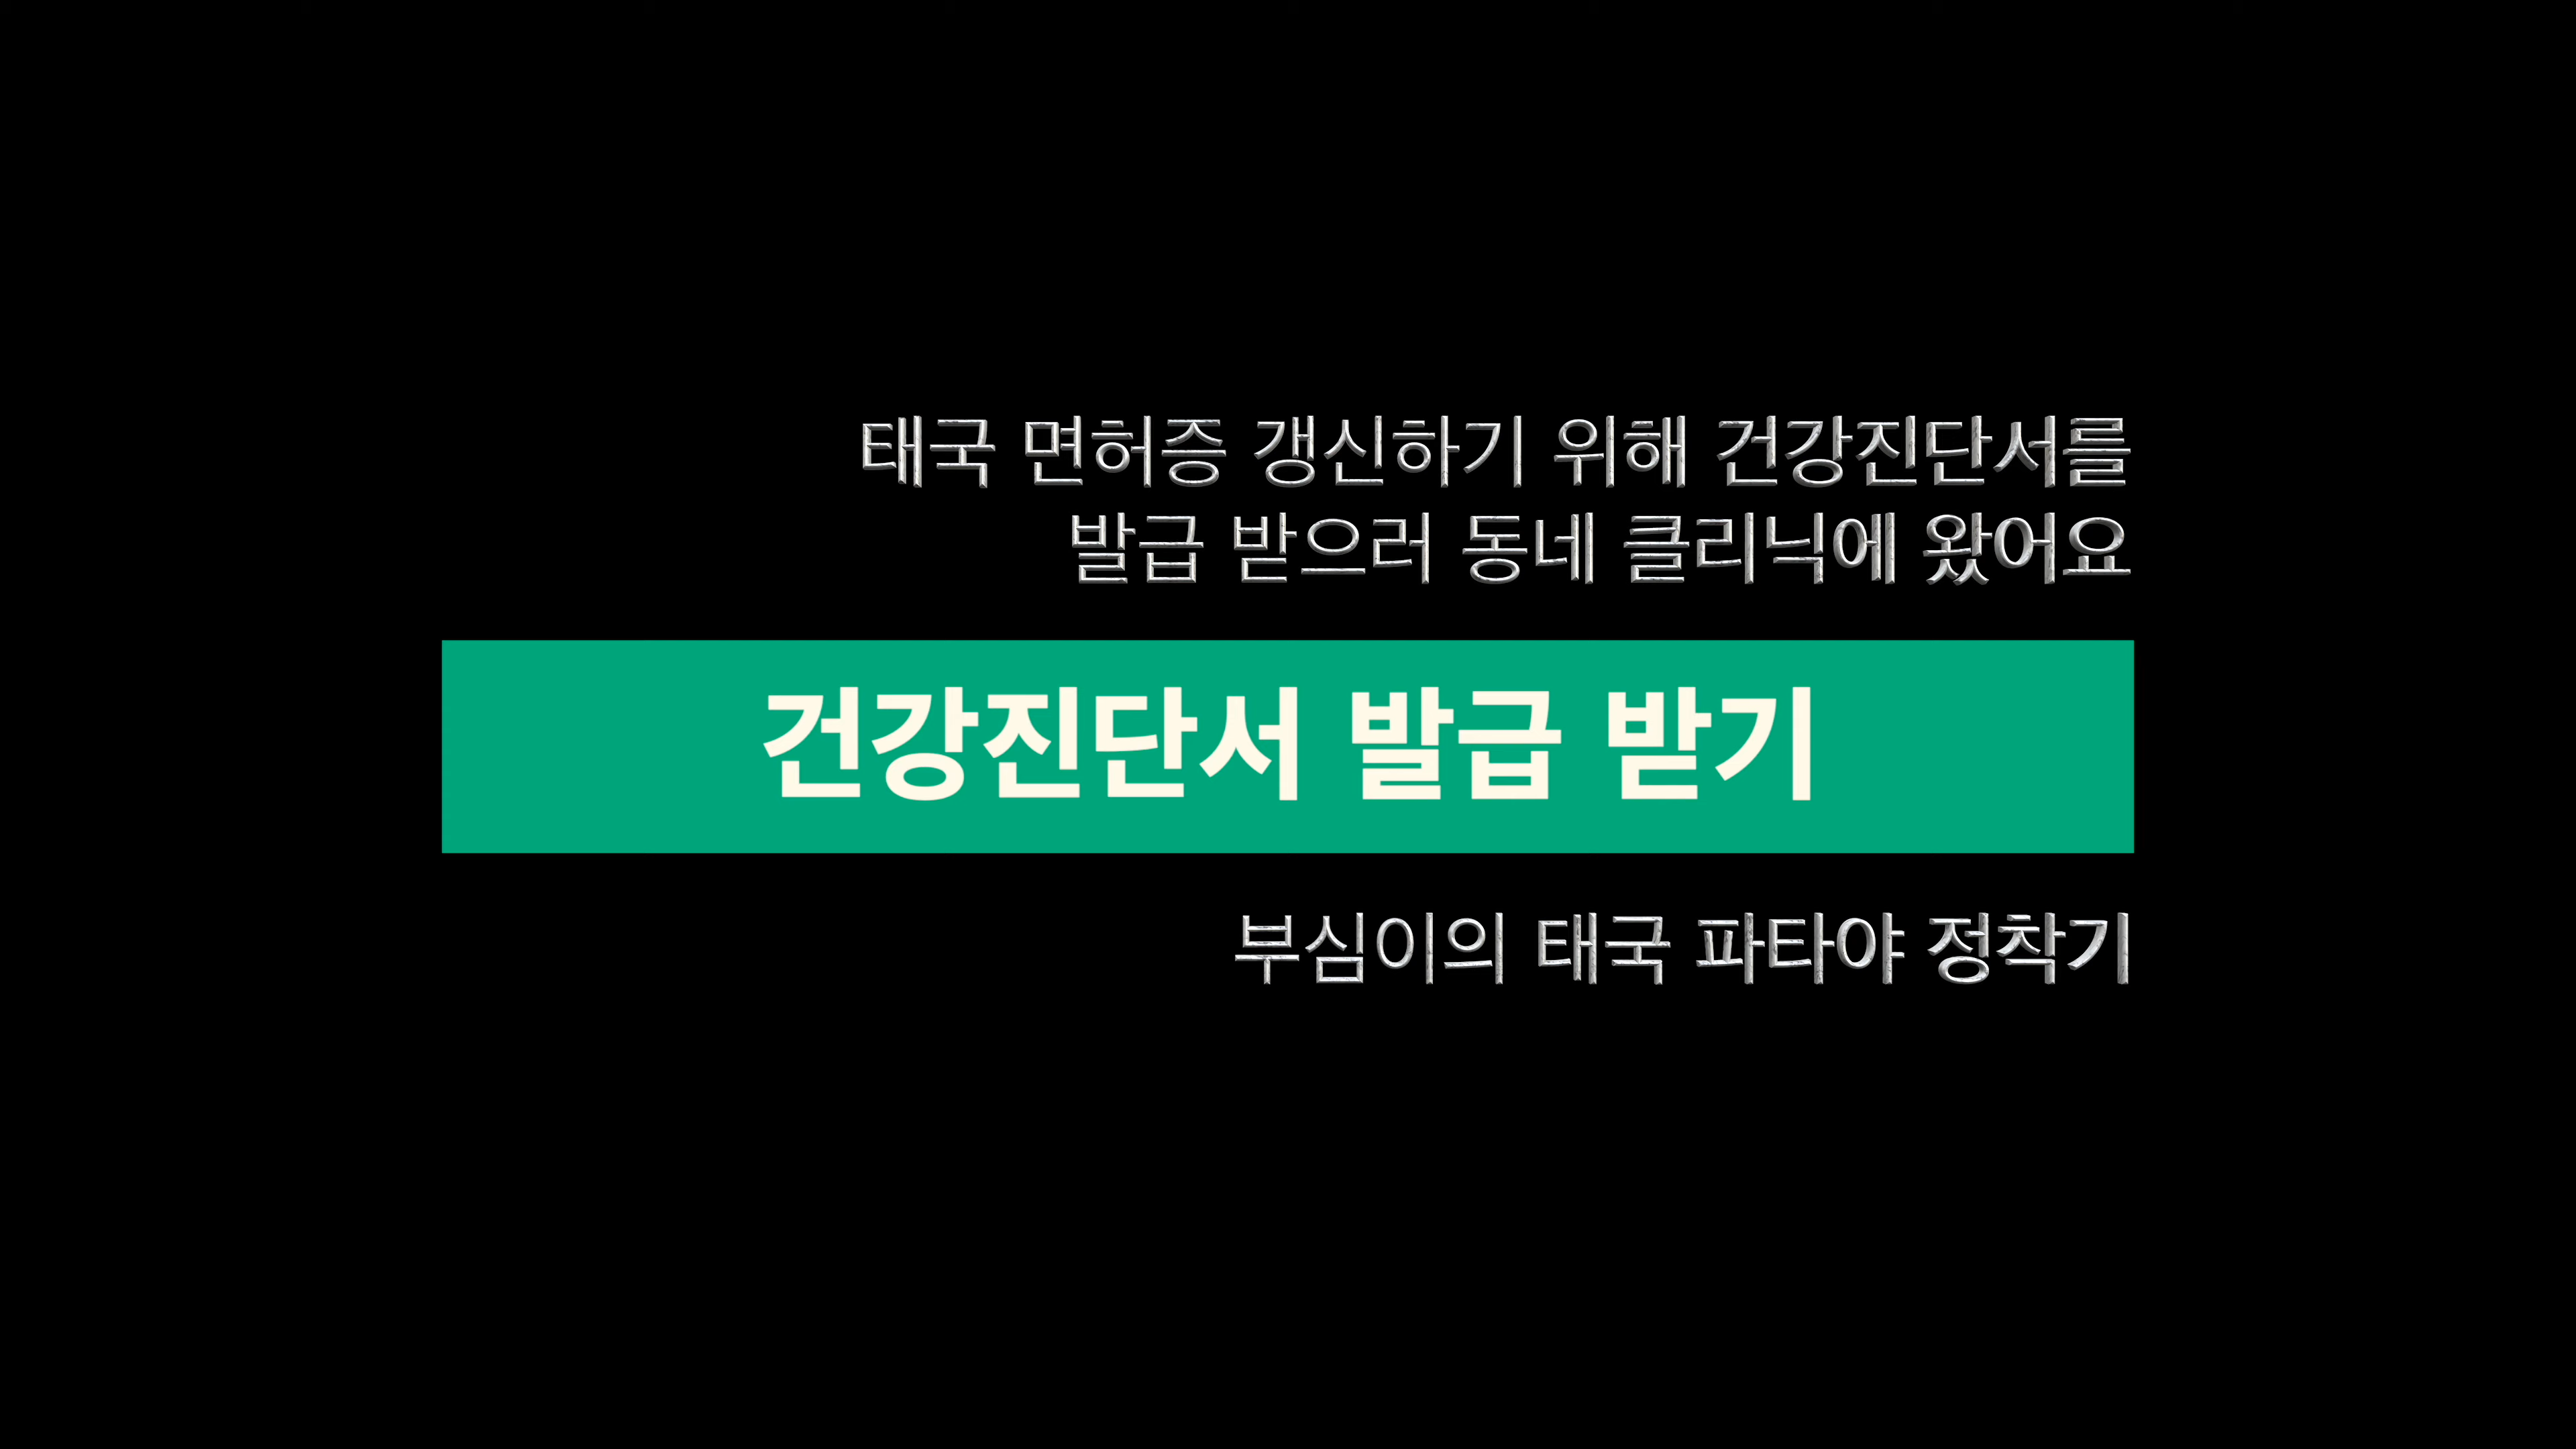 태국 면허증 갱신하기 위해 건강진단서를
발급 받으러 동네 클리닉에 왔어요
건강진단서 발급 받기
부심이의 태국 파타야 정착기